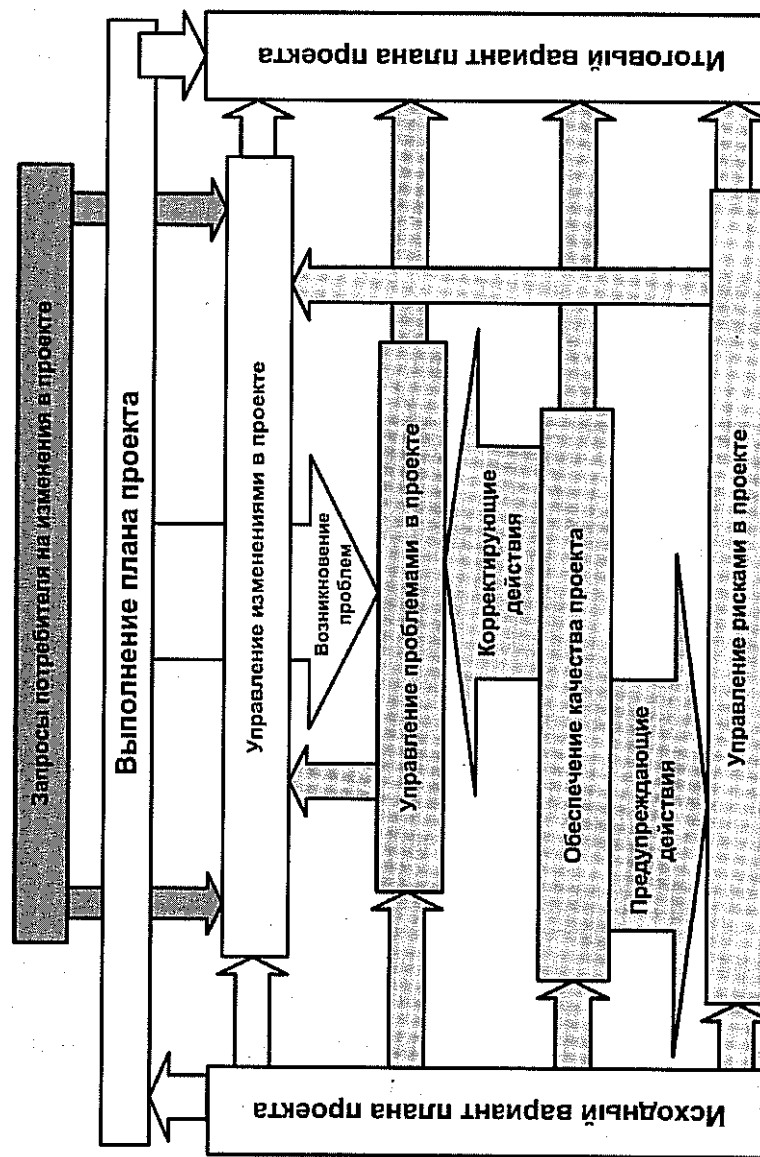 Запросы потребителя на изменения в проекте
Выполнение плана проекта
Исходный вариант плана проекта
Управление изменениями в проекте
Возникновение
проблем
Управление проблемами в проекте
Корректирующие
действия
Обеспечение качества проекта
Предупреждающие
действия
Управление рисками в проекте
Итоговый вариант плана проекта